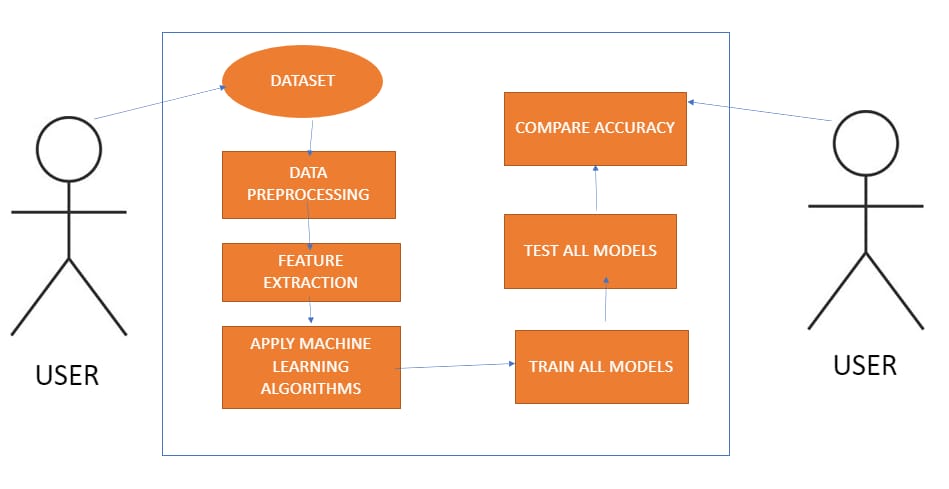 DATASET
DATA
PREPROCESSING
FEATURE
EXTRACTION
APPLY MACHINE
LEARNING
ALGORITHMS
TRAIN ALL MODELS
TEST ALL MODELS
COMPARE ACCURACY
USER
USER